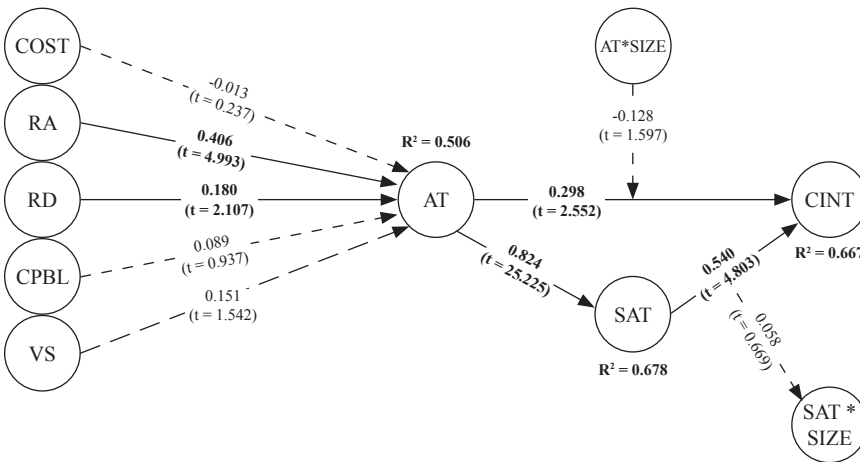 COST
AT*SIZE
-0.013
(t = 0.237)
-0.128
(t = 1.597)
RA
0.406
(t = 4.993)
R² = 0.506
RD
0.180
(t = 2.107)
AT
0.298
(t = 2.552)
CINT
R² = 0.667
CPBL
0.089
(t = 0.937)
0.824
(t = 25.225)
0.540
(t = 4.803)
0.151
(t = 1.542)
VS
SAT
R² = 0.678
0.058
(t = 0.669)
SAT *
SIZE